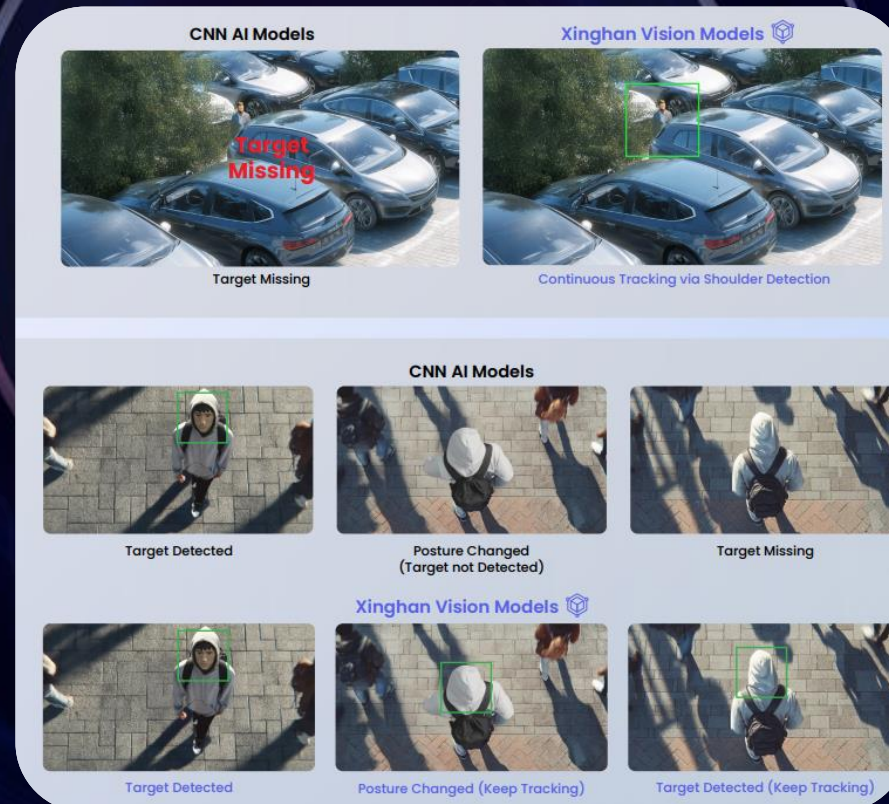 CNN AI Models
Xinghan Vision Models
Target
Missing
Target Missing
Continuous Tracking via Shoulder Detection
CNN AI Models
Target Detected
Posture Changed
(Target not Detected)
Target Missing
Xinghan Vision Models
Target Detected
Posture Changed (Keep Tracking)
Target Detected (Keep Tracking)